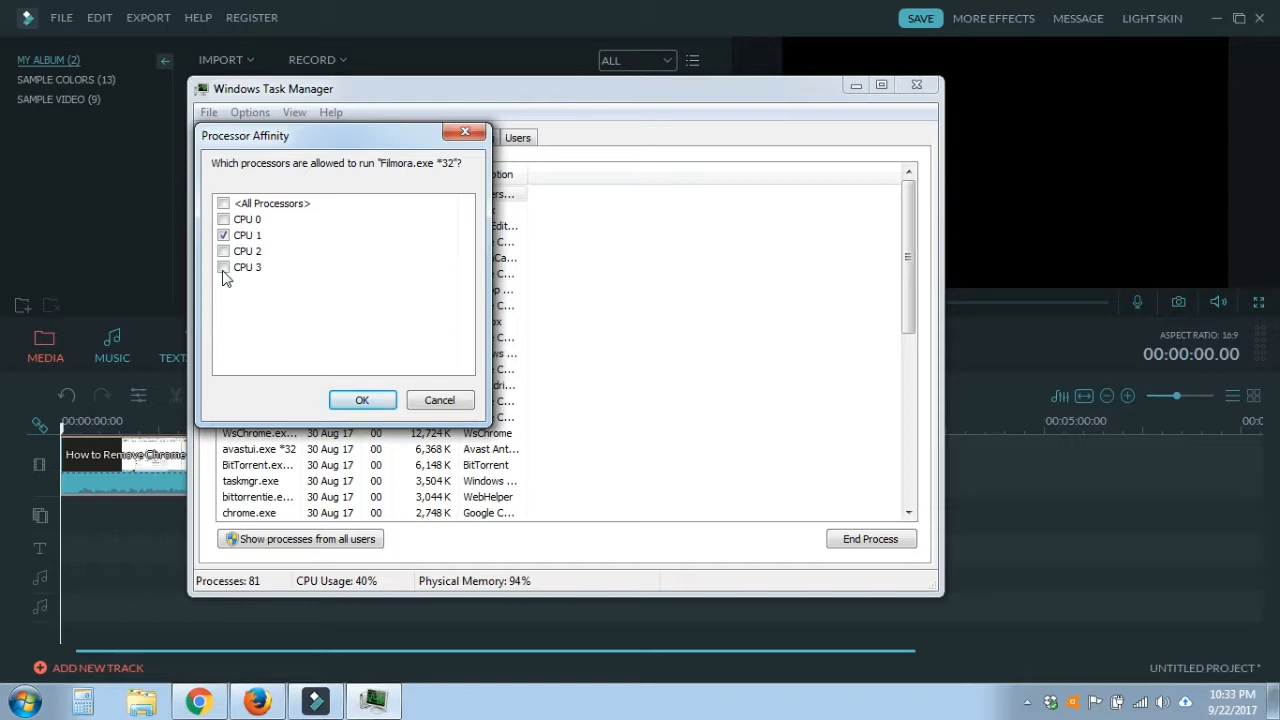 FILE EDIT EXPORT HELP REGISTER
SAVE MORE EFFECTS MESSAGE LIGHT SKIN
MY ALBUM (2)
SAMPLE COLORS (13)
SAMPLE VIDEO (9)
IMPORT RECORD ALL
Windows Task Manager
File Options View Help
Users
Processor Affinity
Which processors are allowed to run "Filmora.exe *32"?
<All Processors>
CPU 0
CPU 1
CPU 2
CPU 3
OK Cancel
WsChrome.ex... 30 Aug 17 00 12,724 K WsChrome
avastui.exe *32 30 Aug 17 00 6,368 K Avast Ant...
BitTorrent.ex... 30 Aug 17 00 6,148 K BitTorrent
taskmgr.exe 30 Aug 17 00 3,504 K Windows ...
bittorrentie.e... 30 Aug 17 00 3,044 K WebHelper
chrome.exe 30 Aug 17 00 2,748 K Google C...
Show processes from all users End Process
Processes: 81 CPU Usage: 40% Physical Memory: 94%
MEDIA MUSIC TEXT
ASPECT RATIO: 16:9
00:00:00.00
00:00:00:00 00:05:00:00
How to Remove Chrome
ADD NEW TRACK
UNTITLED PROJECT *
10:33 PM
9/22/2017